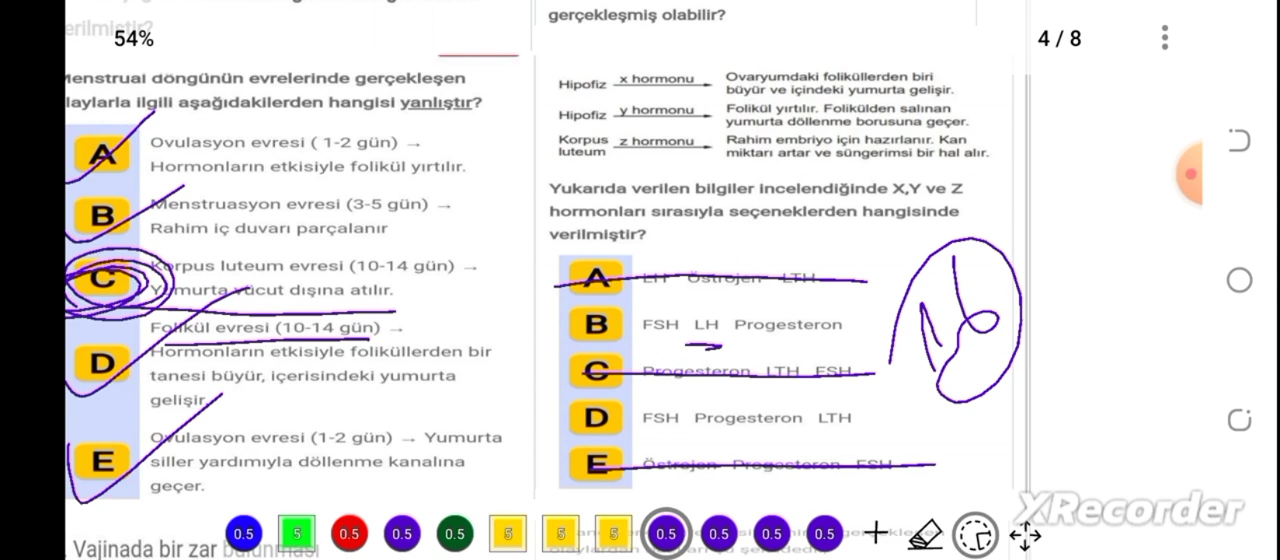 54%
4 / 8
erilmiştir?
Menstrual döngünün evrelerinde gerçekleşen
laylarla ilgili aşağıdakilerden hangisi yanlıştır?
A
Ovulasyon evresi ( 1-2 gün) →
Hormonların etkisiyle folikül yırtılır.
B
Menstruasyon evresi (3-5 gün) →
Rahim iç duvarı parçalanır
C
Korpus luteum evresi (10-14 gün) →
Yumurta vücut dışına atılır.
D
Folikül evresi (10-14 gün) →
Hormonların etkisiyle foliküllerden bir
tanesi büyür, içerisindeki yumurta
gelişir.
E
Ovulasyon evresi (1-2 gün) → Yumurta
siller yardımıyla döllenme kanalına
geçer.
Vajinada bir zar bulunması
gerçekleşmiş olabilir?
Hipofiz x hormonu Ovaryumdaki foliküllerden biri
büyür ve içindeki yumurta gelişir.
Hipofiz y hormonu Folikül yırtılır. Folikülden salınan
yumurta döllenme borusuna geçer.
Korpus luteum z hormonu Rahim embriyo için hazırlanır. Kan
miktarı artar ve süngerimsi bir hal alır.
Yukarıda verilen bilgiler incelendiğinde X,Y ve Z
hormonları sırasıyla seçeneklerden hangisinde
verilmiştir?
A LH Östrojen LTH
B FSH LH Progesteron
C Progesteron LTH FSH
D FSH Progesteron LTH
E Östrojen Progesteron FSH
XRecorder
0.5 5 0.5 0.5 0.5 5 5 5 0.5 0.5 0.5 0.5